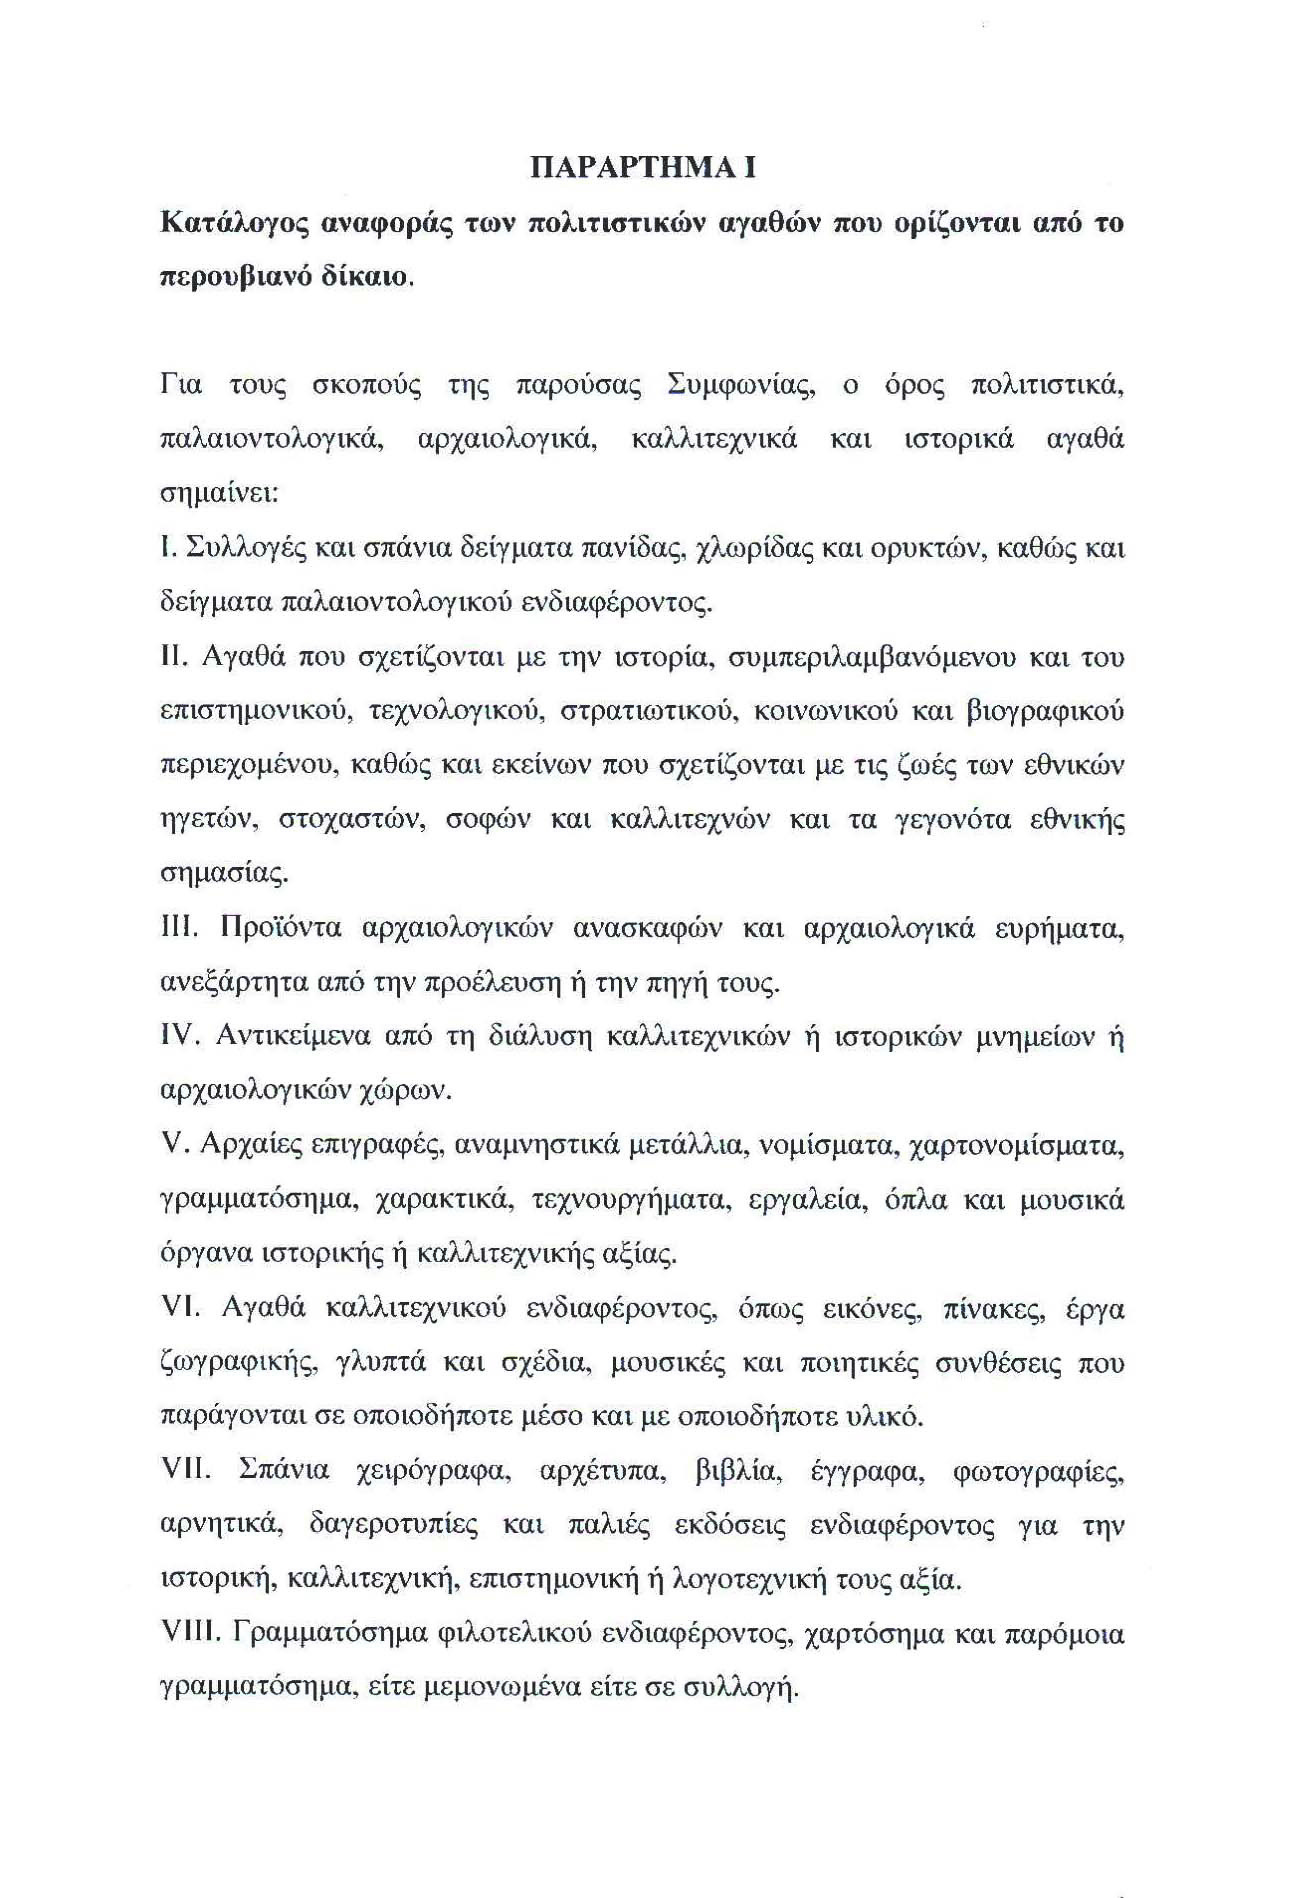 ΠΑΡΑΡΤΗΜΑ Ι
Κατάλογος αναφοράς των πολιτιστικών αγαθών που ορίζονται από το
περουβιανό δίκαιο.
Για τους σκοπούς της παρούσας Συμφωνίας, ο όρος πολιτιστικά,
παλαιοντολογικά, αρχαιολογικά, καλλιτεχνικά και ιστορικά αγαθά
σημαίνει:
Ι. Συλλογές και σπάνια δείγματα πανίδας, χλωρίδας και ορυκτών, καθώς και
δείγματα παλαιοντολογικού ενδιαφέροντος.
ΙΙ. Αγαθά που σχετίζονται με την ιστορία, συμπεριλαμβανόμενου και του
επιστημονικού, τεχνολογικού, στρατιωτικού, κοινωνικού και βιογραφικού
περιεχομένου, καθώς και εκείνων που σχετίζονται με τις ζωές των εθνικών
ηγετών, στοχαστών, σοφών και καλλιτεχνών και τα γεγονότα εθνικής
σημασίας.
ΙΙΙ. Προϊόντα αρχαιολογικών ανασκαφών και αρχαιολογικά ευρήματα,
ανεξάρτητα από την προέλευση ή την πηγή τους.
IV. Αντικείμενα από τη διάλυση καλλιτεχνικών ή ιστορικών μνημείων ή
αρχαιολογικών χώρων.
V. Αρχαίες επιγραφές, αναμνηστικά μετάλλια, νομίσματα, χαρτονομίσματα,
γραμματόσημα, χαρακτικά, τεχνουργήματα, εργαλεία, όπλα και μουσικά
όργανα ιστορικής ή καλλιτεχνικής αξίας.
VI. Αγαθά καλλιτεχνικού ενδιαφέροντος, όπως εικόνες, πίνακες, έργα
ζωγραφικής, γλυπτά και σχέδια, μουσικές και ποιητικές συνθέσεις που
παράγονται σε οποιοδήποτε μέσο και με οποιοδήποτε υλικό.
VII. Σπάνια χειρόγραφα, αρχέτυπα, βιβλία, έγγραφα, φωτογραφίες,
αρνητικά, δαγεροτυπίες και παλιές εκδόσεις ενδιαφέροντος για την
ιστορική, καλλιτεχνική, επιστημονική ή λογοτεχνική τους αξία.
VIII. Γραμματόσημα φιλοτελικού ενδιαφέροντος, χαρτόσημα και παρόμοια
γραμματόσημα, είτε μεμονωμένα είτε σε συλλογή.